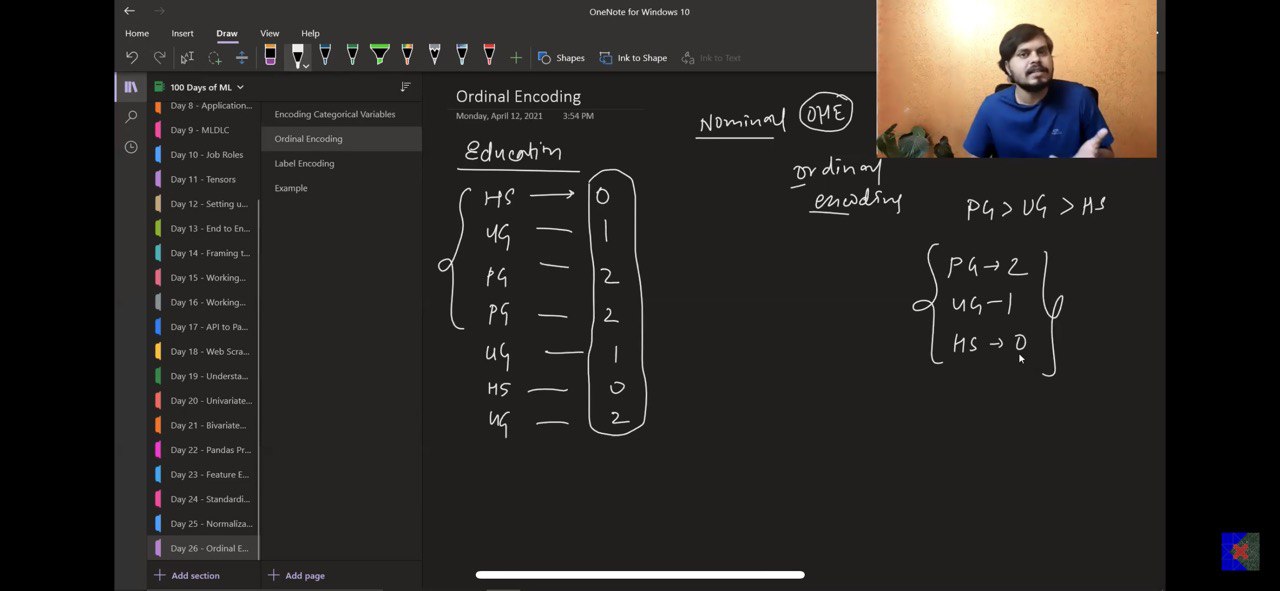 OneNote for Windows 10
Home Insert Draw View Help
Shapes Ink to Shape Ink to Text
100 Days of ML
Day 8 - Application...
Day 9 - MLDLC
Day 10 - Job Roles
Day 11 - Tensors
Day 12 - Setting u...
Day 13 - End to En...
Day 14 - Framing t...
Day 15 - Working...
Day 16 - Working...
Day 17 - API to Pa...
Day 18 - Web Scra...
Day 19 - Understa...
Day 20 - Univariate...
Day 21 - Bivariate...
Day 22 - Pandas Pr...
Day 23 - Feature E...
Day 24 - Standardi...
Day 25 - Normaliza...
Day 26 - Ordinal E...
+ Add section
Encoding Categorical Variables
Ordinal Encoding
Label Encoding
Example
+ Add page
Ordinal Encoding
Monday, April 12, 2021 3:54 PM
Education
HS → 0
UG — 1
PG — 2
PG — 2
UG — 1
HS — 0
UG — 2
Nominal OHE
ordinal
encoding
PG > UG > HS
PG → 2
UG - 1
HS → 0